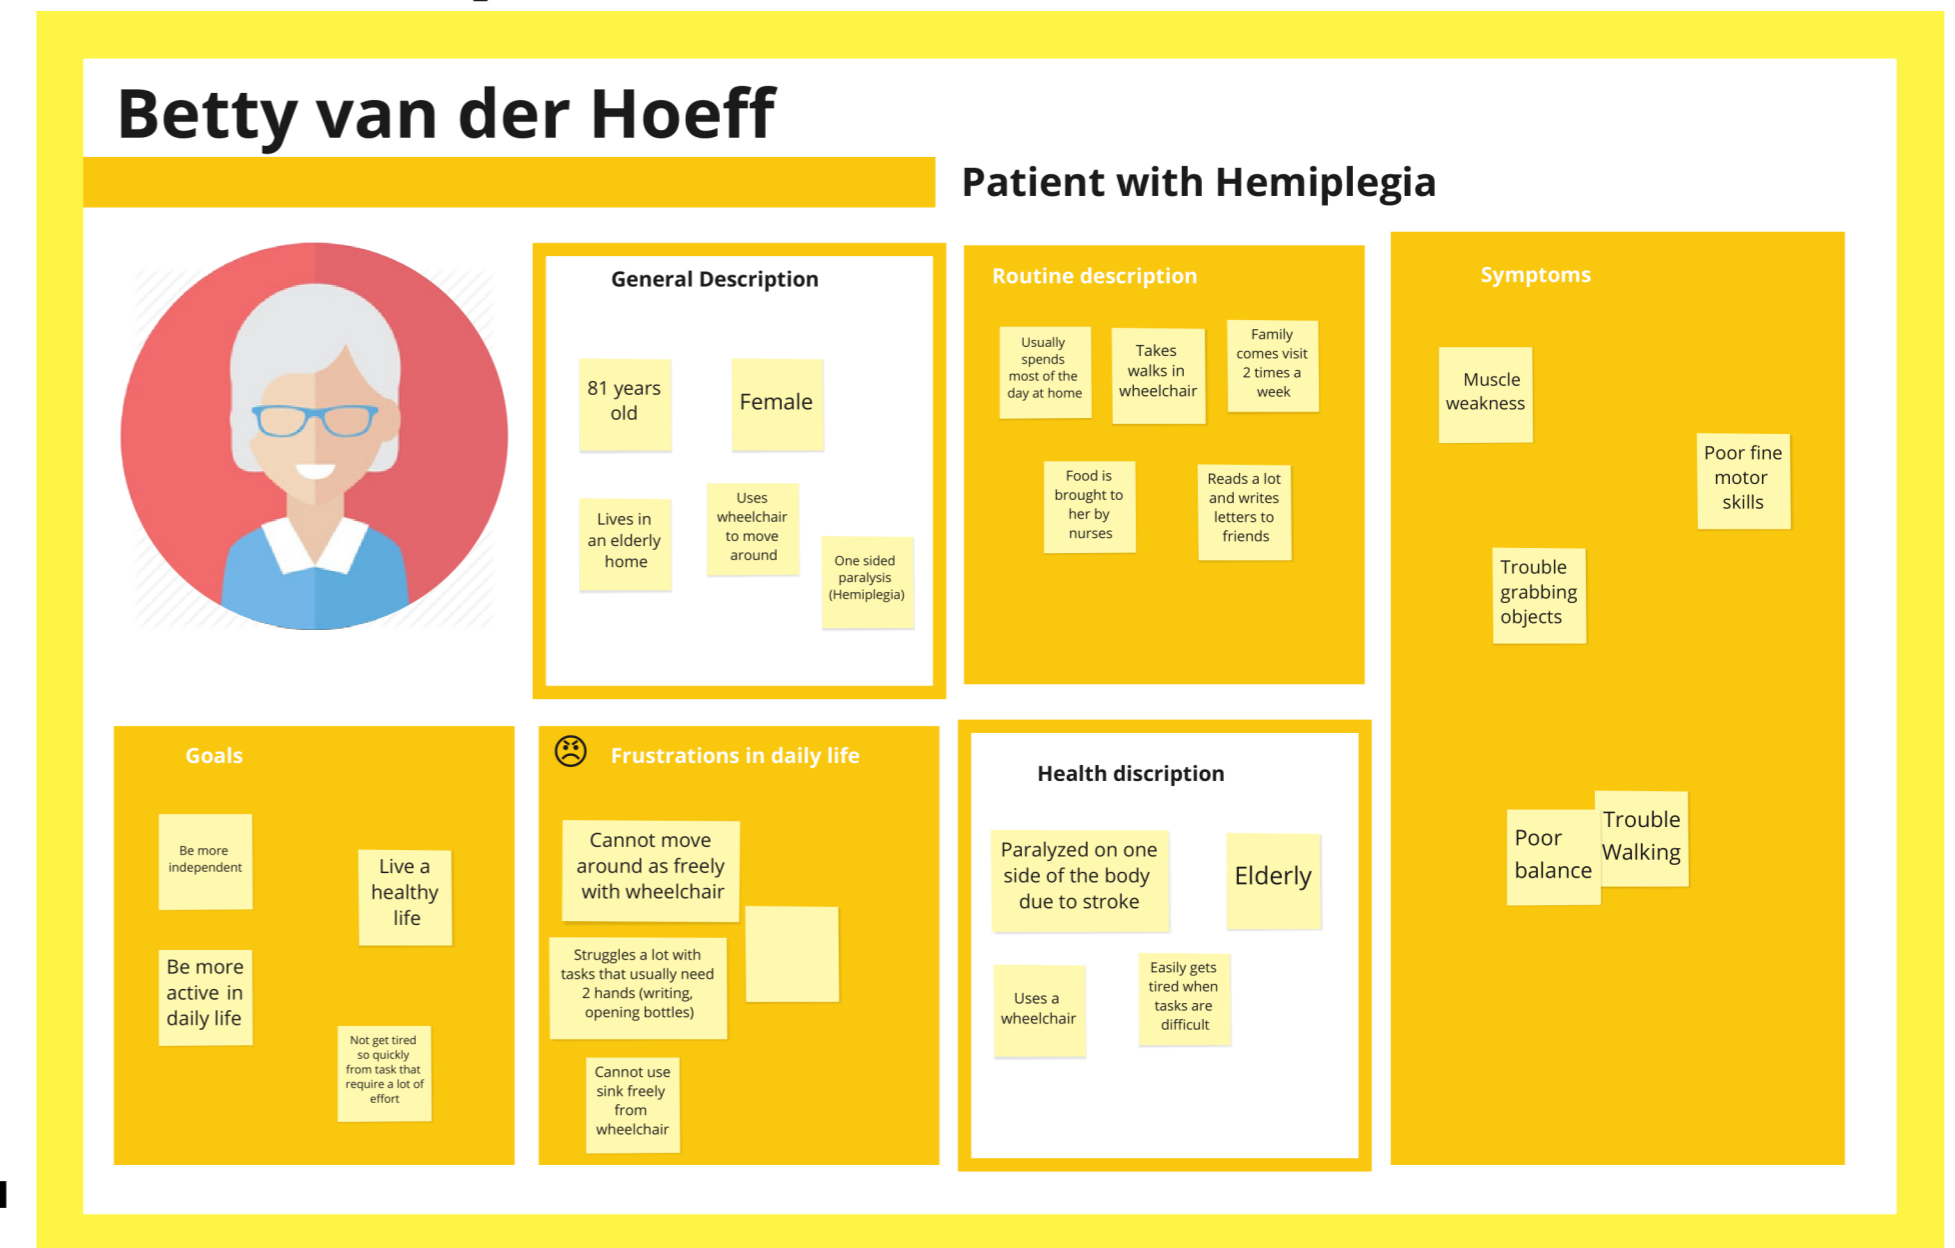 Betty van der Hoeff
Patient with Hemiplegia
General Description
81 years
old
Female
Lives in
an elderly
home
Uses
wheelchair
to move
around
One sided
paralysis
(Hemiplegia)
Routine description
Usually
spends
most of the
day at home
Takes
walks in
wheelchair
Family
comes visit
2 times a
week
Food is
brought to
her by
nurses
Reads a lot
and writes
letters to
friends
Symptoms
Muscle
weakness
Poor fine
motor
skills
Trouble
grabbing
objects
Poor
balance
Trouble
Walking
Goals
Be more
independent
Live a
healthy
life
Be more
active in
daily life
Not get tired
so quickly
from task that
require a lot of
effort
Frustrations in daily life
Cannot move
around as freely
with wheelchair
Struggles a lot with
tasks that usually need
2 hands (writing,
opening bottles)
Cannot use
sink freely
from
wheelchair
Health discription
Paralyzed on one
side of the body
due to stroke
Elderly
Uses a
wheelchair
Easily gets
tired when
tasks are
difficult